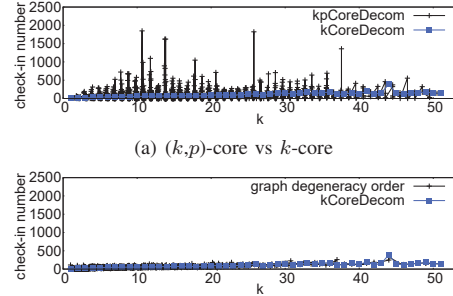 check-in number
2500
2000
1500
1000
500
0
kpCoreDecom
kCoreDecom
0 10 20 30 40 50
k
(a) (k,p)-core vs k-core
check-in number
2500
2000
1500
1000
500
0
graph degeneracy order
kCoreDecom
0 10 20 30 40 50
k